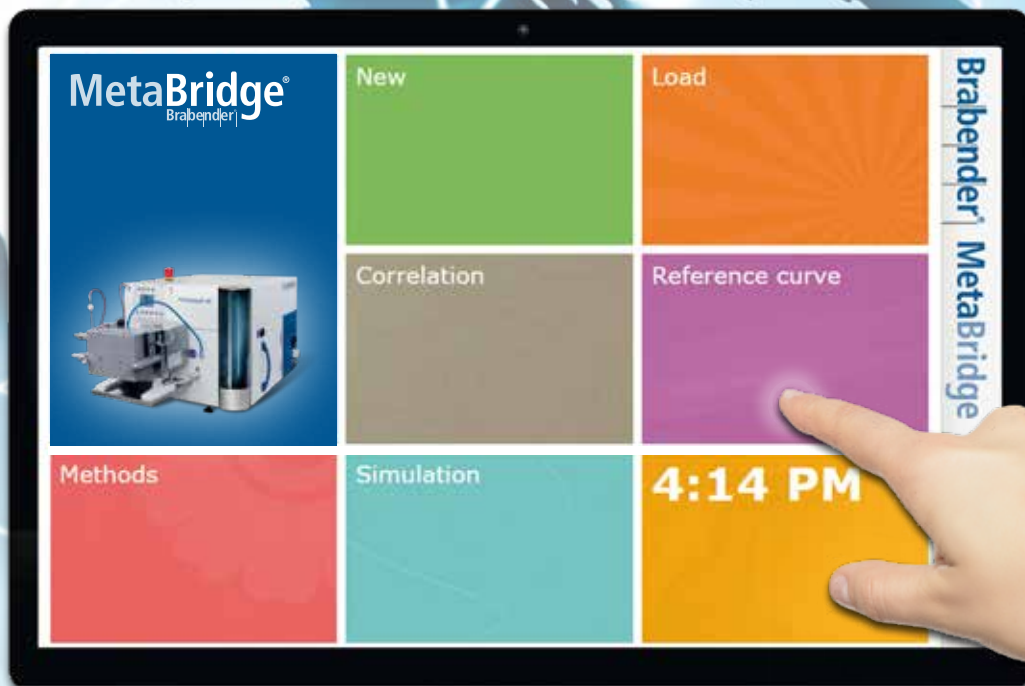 MetaBridge®
Brabender
New
Load
Correlation
Reference curve
Methods
Simulation
4:14 PM
Brabender® MetaBridge